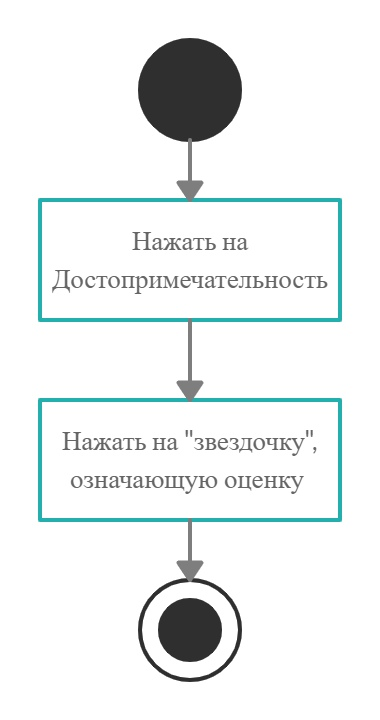 Нажать на
Достопримечательность
Нажать на "звездочку",
означающую оценку